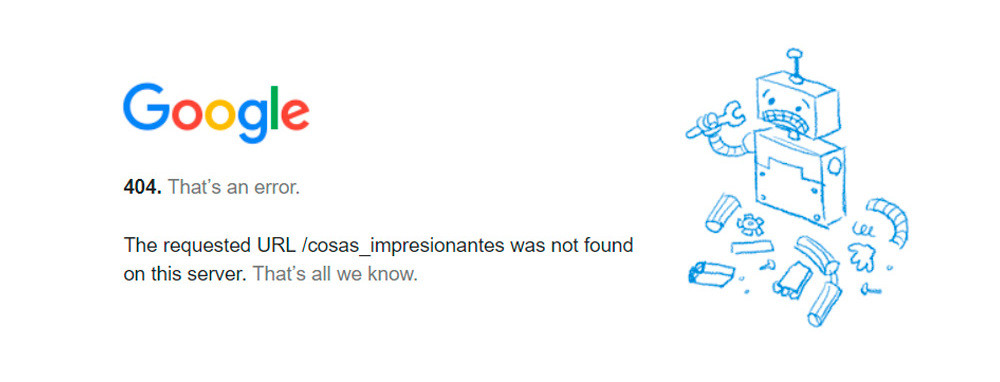 Google
404. That’s an error.
The requested URL /cosas_impresionantes was not found
on this server. That’s all we know.